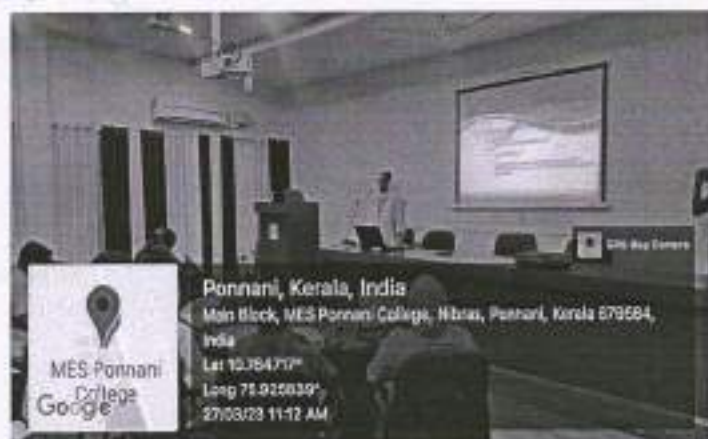 GPS Map Camera
Ponnani, Kerala, India
Main Block, MES Ponnani College, Nibras, Ponnani, Kerala 679584,
India
Lat 10.764717°
Long 75.925839°
27/03/23 11:12 AM
MES Ponnani
College
Google